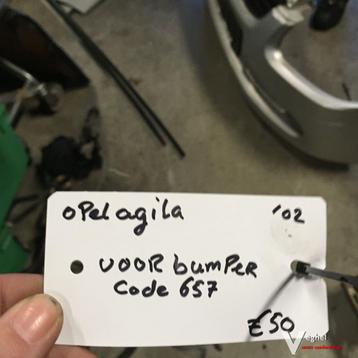 opel agila '02
voor bumper
code 657
€50